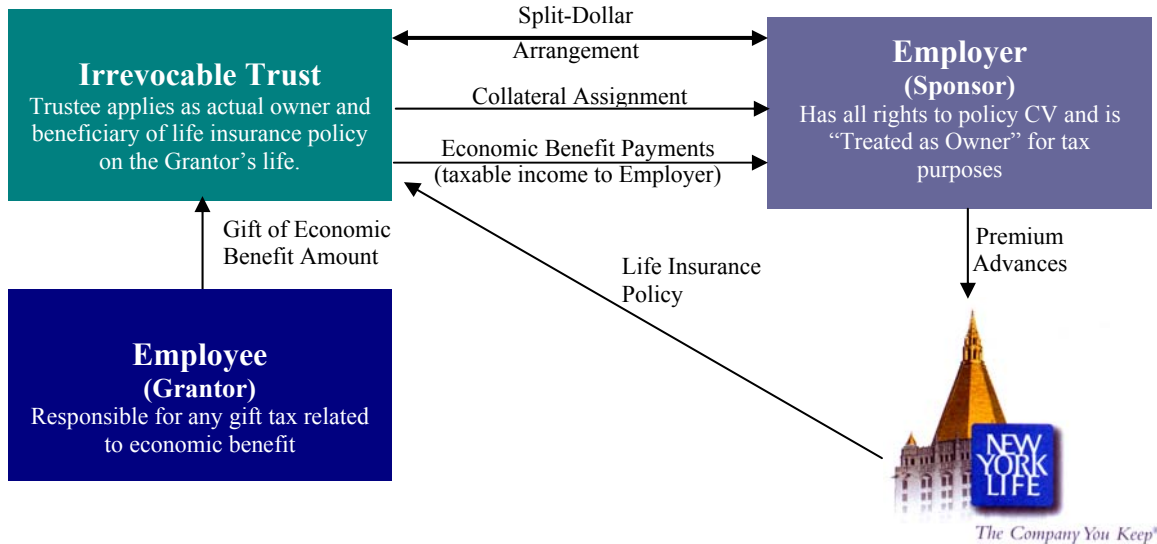 Split-Dollar
Arrangement
Irrevocable Trust
Trustee applies as actual owner and
beneficiary of life insurance policy
on the Grantor's life.
Collateral Assignment
Economic Benefit Payments
(taxable income to Employer)
Employer
(Sponsor)
Has all rights to policy CV and is
“Treated as Owner” for tax
purposes
Gift of Economic
Benefit Amount
Life Insurance
Policy
Premium
Advances
Employee
(Grantor)
Responsible for any gift tax related
to economic benefit
NEW
YORK
LIFE
The Company You Keep®